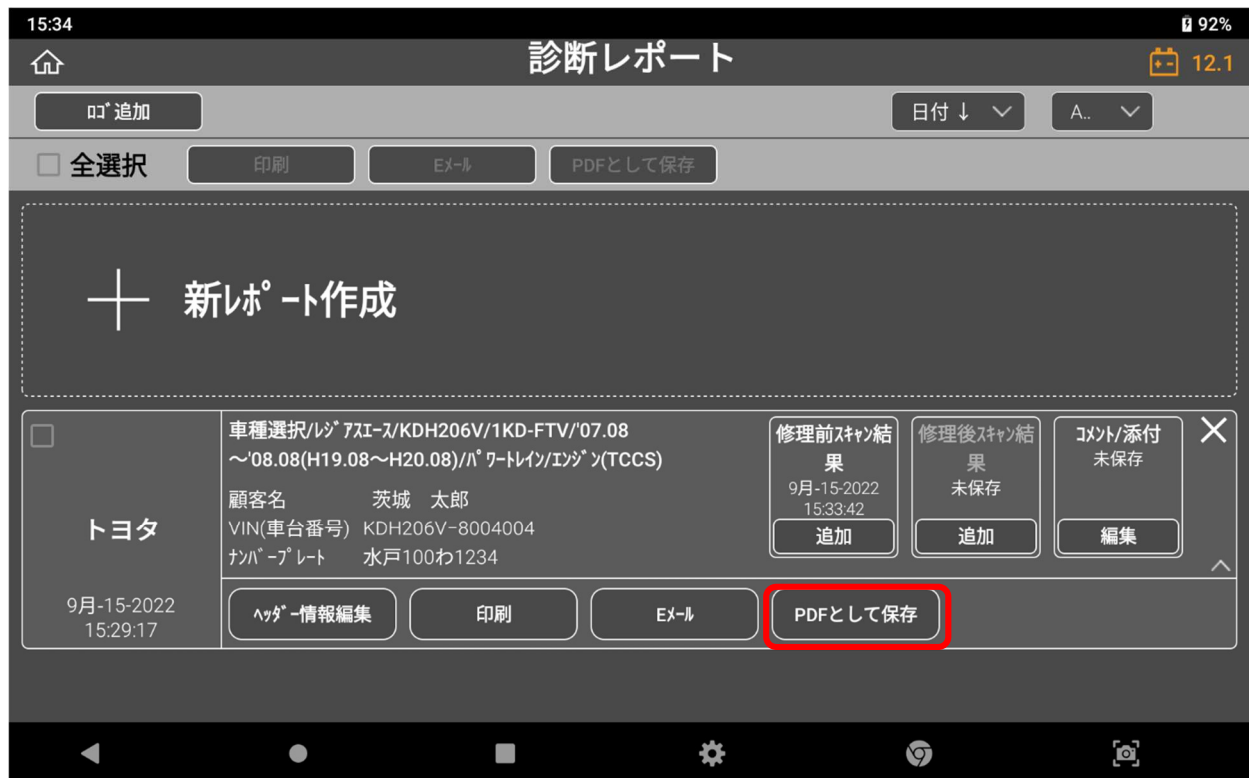 15:34
92%
診断レポート
12.1
ﾛｺﾞ追加
日付↓
A..
全選択
印刷
Eﾒｰﾙ
PDFとして保存
新ﾚﾎﾟｰﾄ作成
車種選択/ﾚｼﾞｱｽｴｰｽ/KDH206V/1KD-FTV/'07.08
～'08.08(H19.08～H20.08)/ﾊﾟﾜｰﾄﾚｲﾝ/ｴﾝｼﾞﾝ(TCCS)
顧客名 茨城 太郎
VIN(車台番号) KDH206V-8004004
ﾅﾝﾊﾞｰﾌﾟﾚｰﾄ 水戸100わ1234
修理前ｽｷｬﾝ結
果
9月-15-2022
15:33:42
追加
修理後ｽｷｬﾝ結
果
未保存
追加
ｺﾒﾝﾄ/添付
未保存
編集
トヨタ
9月-15-2022
15:29:17
ﾍｯﾀﾞｰ情報編集
印刷
Eﾒｰﾙ
PDFとして保存